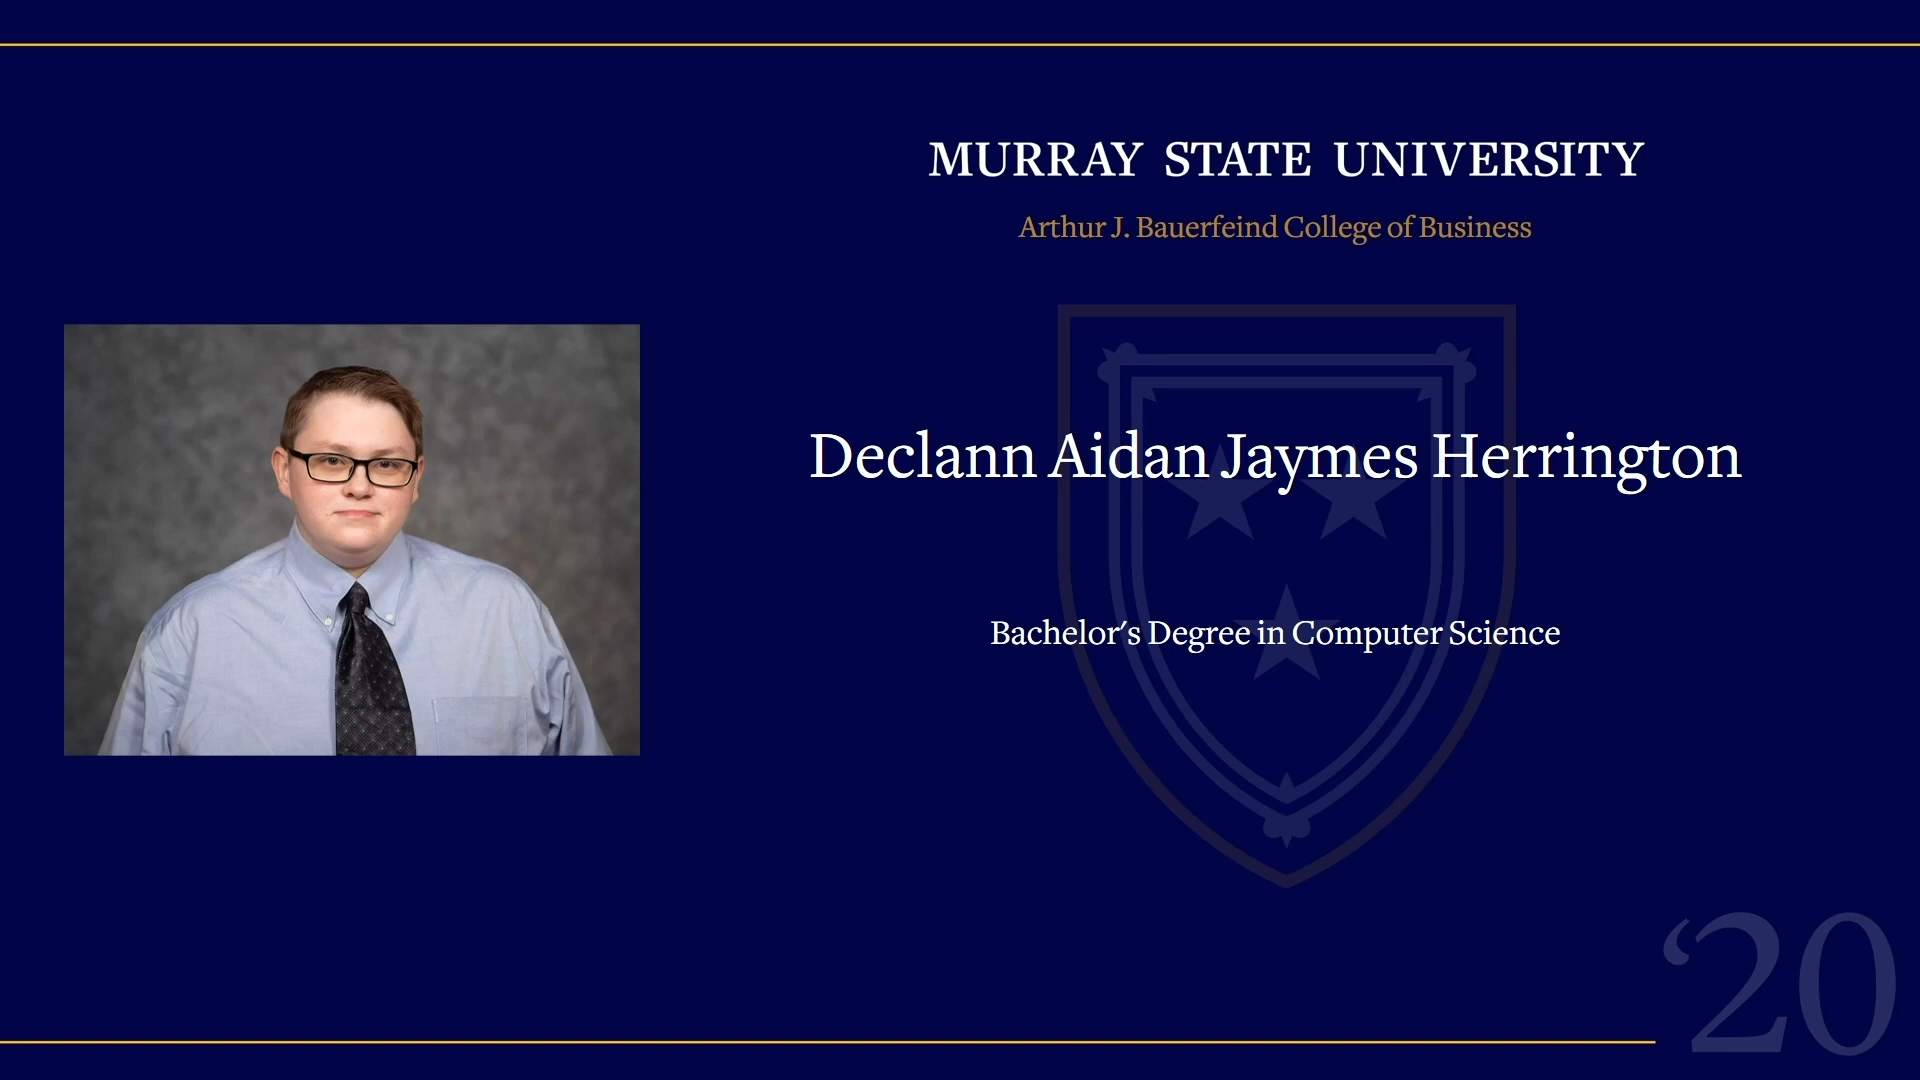 MURRAY STATE UNIVERSITY
Arthur J. Bauerfeind College of Business
Declann Aidan Jaymes Herrington
Bachelor's Degree in Computer Science
‘20